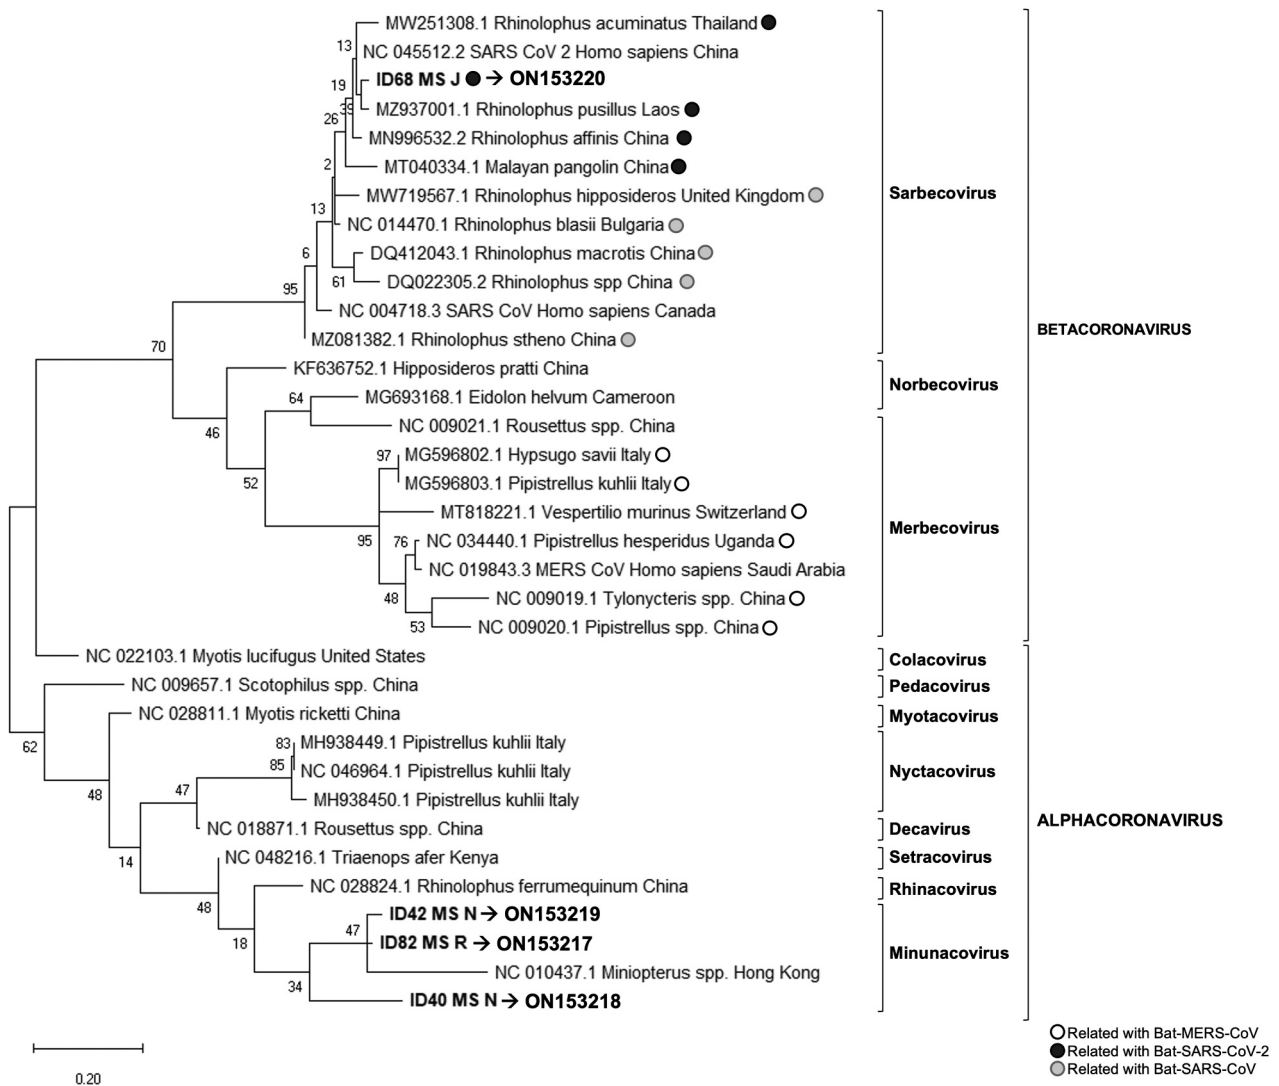 MW251308.1 Rhinolophus acuminatus Thailand
13
NC 045512.2 SARS CoV 2 Homo sapiens China
ID68 MS J → ON153220
19
39
MZ937001.1 Rhinolophus pusillus Laos
26
MN996532.2 Rhinolophus affinis China
2
MT040334.1 Malayan pangolin China
MW719567.1 Rhinolophus hipposideros United Kingdom
Sarbecovirus
13
NC 014470.1 Rhinolophus blasii Bulgaria
6
DQ412043.1 Rhinolophus macrotis China
61
DQ022305.2 Rhinolophus spp China
95
NC 004718.3 SARS CoV Homo sapiens Canada
BETACORONAVIRUS
MZ081382.1 Rhinolophus stheno China
70
KF636752.1 Hipposideros pratti China
Norbecovirus
64
MG693168.1 Eidolon helvum Cameroon
46
NC 009021.1 Rousettus spp. China
97
MG596802.1 Hypsugo savii Italy
52
MG596803.1 Pipistrellus kuhlii Italy
MT818221.1 Vespertilio murinus Switzerland
Merbecovirus
95
76
NC 034440.1 Pipistrellus hesperidus Uganda
NC 019843.3 MERS CoV Homo sapiens Saudi Arabia
48
NC 009019.1 Tylonycteris spp. China
53
NC 009020.1 Pipistrellus spp. China
NC 022103.1 Myotis lucifugus United States
Colacovirus
NC 009657.1 Scotophilus spp. China
Pedacovirus
NC 028811.1 Myotis ricketti China
Myotacovirus
62
83
MH938449.1 Pipistrellus kuhlii Italy
85
NC 046964.1 Pipistrellus kuhlii Italy
Nyctacovirus
48
47
MH938450.1 Pipistrellus kuhlii Italy
ALPHACORONAVIRUS
NC 018871.1 Rousettus spp. China
Decavirus
14
NC 048216.1 Triaenops afer Kenya
Setracovirus
NC 028824.1 Rhinolophus ferrumequinum China
Rhinacovirus
48
ID42 MS N → ON153219
47
18
ID82 MS R → ON153217
Minunacovirus
NC 010437.1 Miniopterus spp. Hong Kong
34
ID40 MS N → ON153218
0.20
Related with Bat-MERS-CoV
Related with Bat-SARS-CoV-2
Related with Bat-SARS-CoV